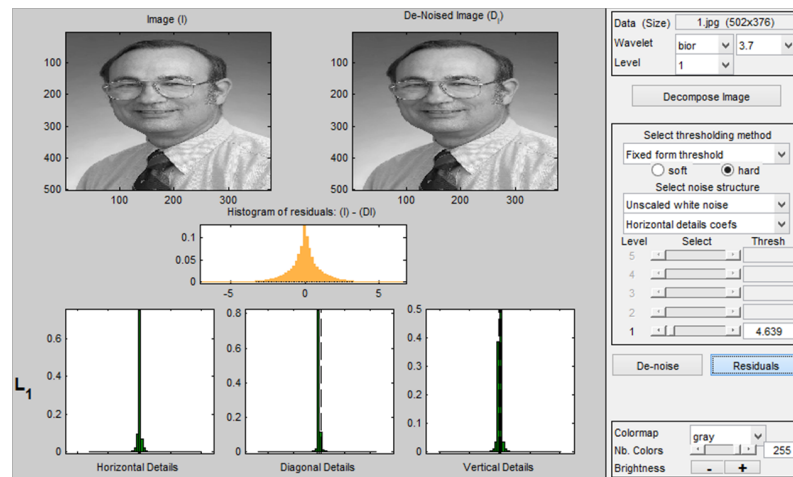 Image (I)
De-Noised Image (D_I)
100
200
300
400
500
100 200 300
100
200
300
400
500
100 200 300
Histogram of residuals: (I) - (DI)
0.1
0.05
0
-5 0 5
L_1
0.6
0.4
0.2
0
Horizontal Details
0.8
0.6
0.4
0.2
0
Diagonal Details
0.5
0.4
0.3
0.2
0.1
0
Vertical Details
Data (Size) 1.jpg (502x376)
Wavelet bior 3.7
Level 1
Decompose Image
Select thresholding method
Fixed form threshold
soft hard
Select noise structure
Unscaled white noise
Horizontal details coefs
Level Select Thresh
5
4
3
2
1 4.639
De-noise Residuals
Colormap gray
Nb. Colors 255
Brightness - +